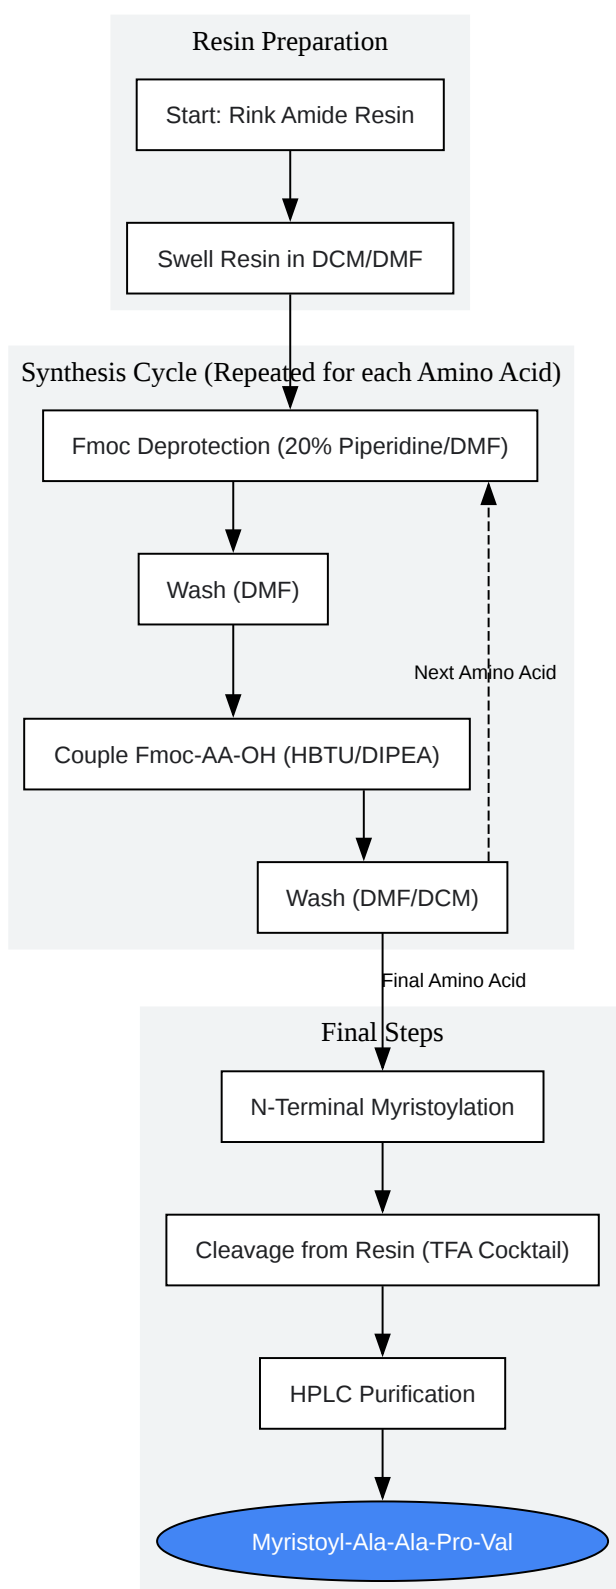 Resin Preparation
Start: Rink Amide Resin
Swell Resin in DCM/DMF
Synthesis Cycle (Repeated for each Amino Acid)
Fmoc Deprotection (20% Piperidine/DMF)
Wash (DMF)
Next Amino Acid
Couple Fmoc-AA-OH (HBTU/DIPEA)
Wash (DMF/DCM)
Final Amino Acid
Final Steps
N-Terminal Myristoylation
Cleavage from Resin (TFA Cocktail)
HPLC Purification
Myristoyl-Ala-Ala-Pro-Val